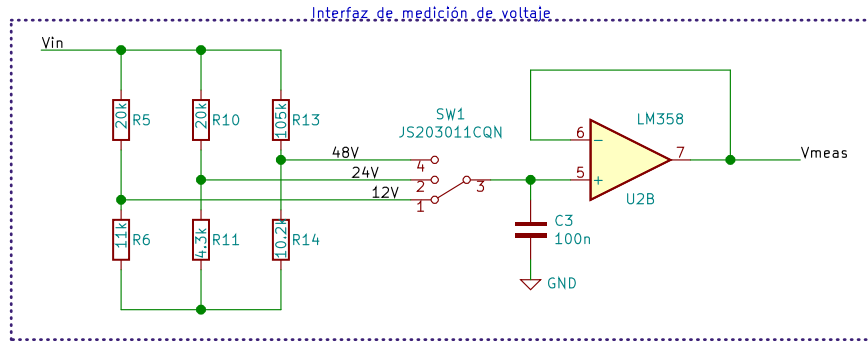 Interfaz de medición de voltaje
Vin
20k R5
20k R10
105k R13
SW1
JS203011CQN
LM358
48V
24V
12V
4
2
1
3
6
5
7
Vmeas
U2B
11k R6
4.3k R11
10.2k R14
C3
100n
GND